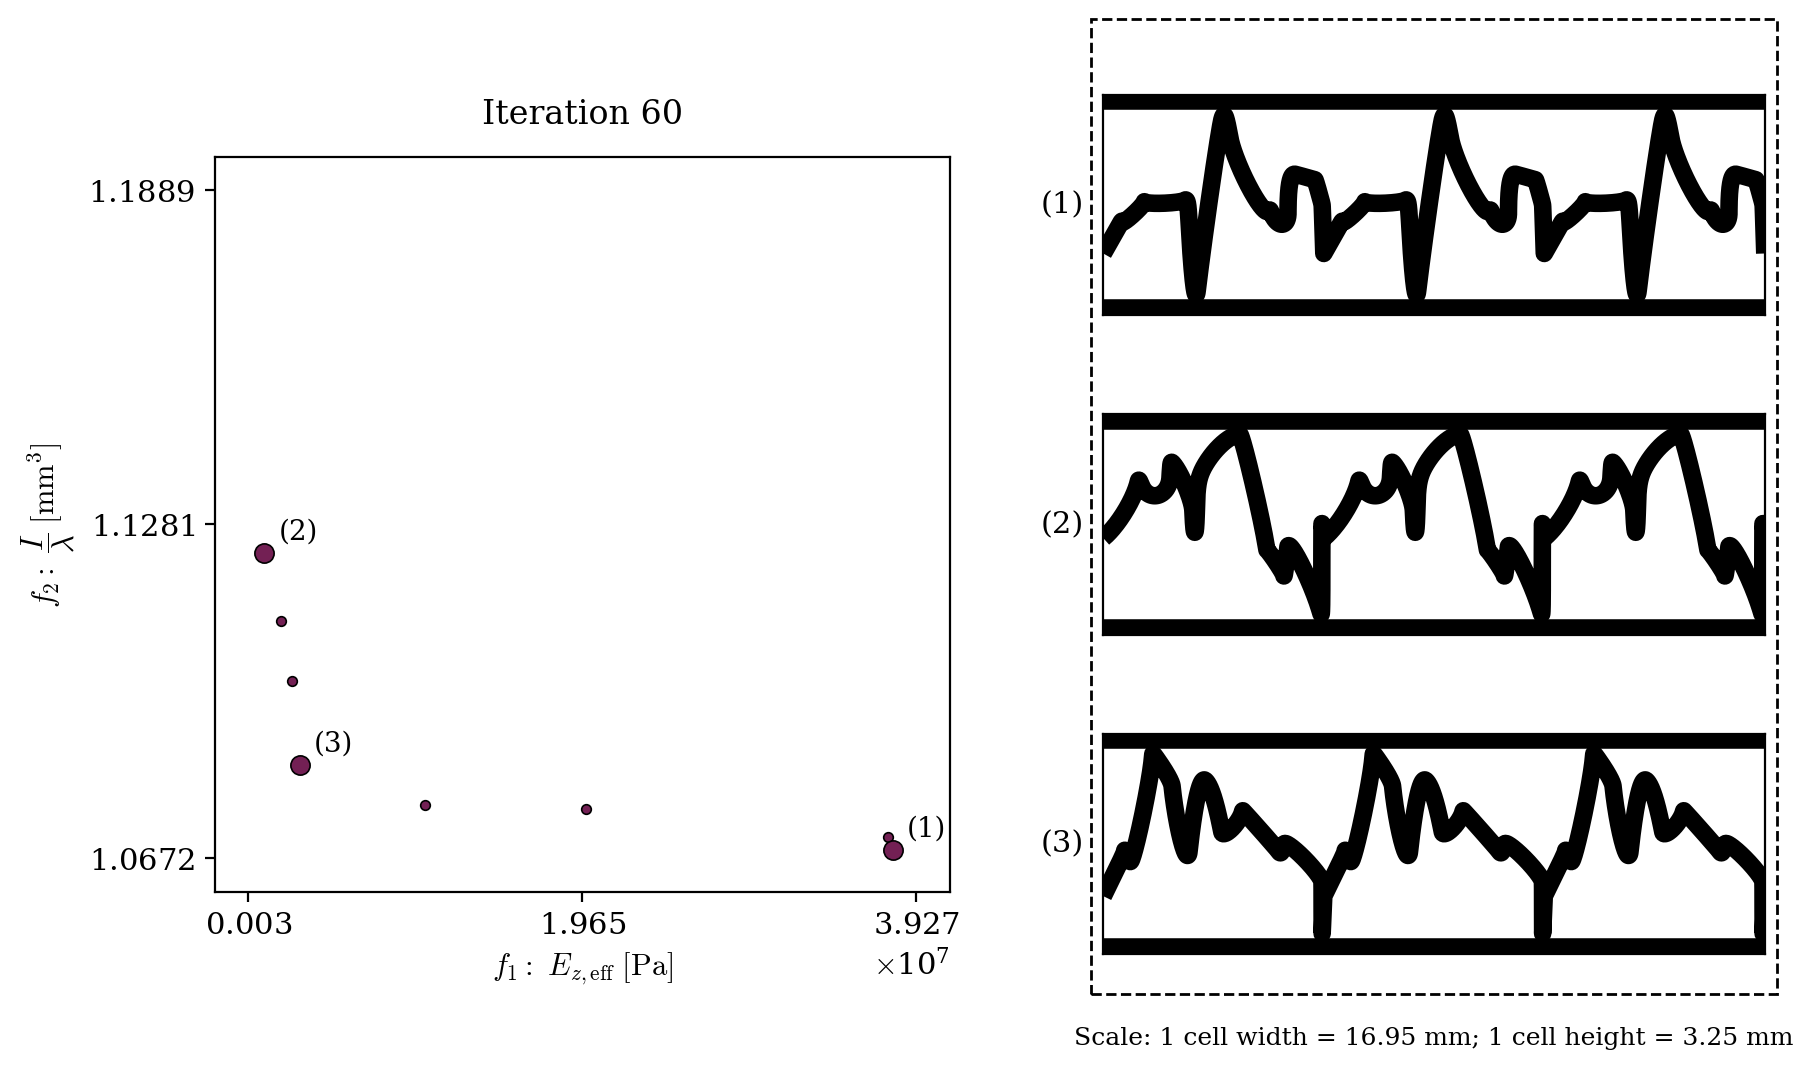 Iteration 60
1.1889
1.1281
1.0672
f₂ : I/λ [mm³]
(2)
(3)
(1)
0.003 1.965 3.927
×10⁷
f₁ : E_z,eff [Pa]
(1)
(2)
(3)
Scale: 1 cell width = 16.95 mm; 1 cell height = 3.25 mm